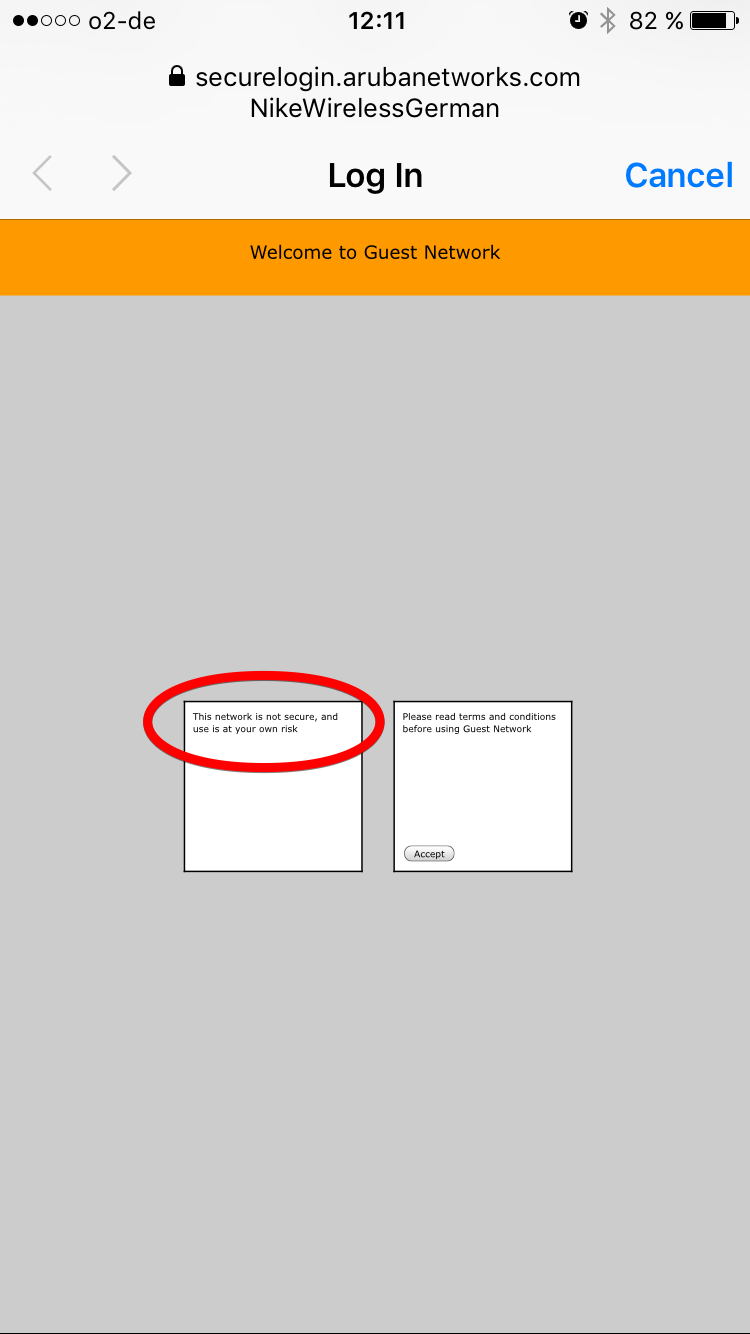 o2-de 12:11 82 %
securelogin.arubanetworks.com
NikeWirelessGerman
Log In Cancel
Welcome to Guest Network
This network is not secure, and
use is at your own risk
Please read terms and conditions
before using Guest Network
Accept